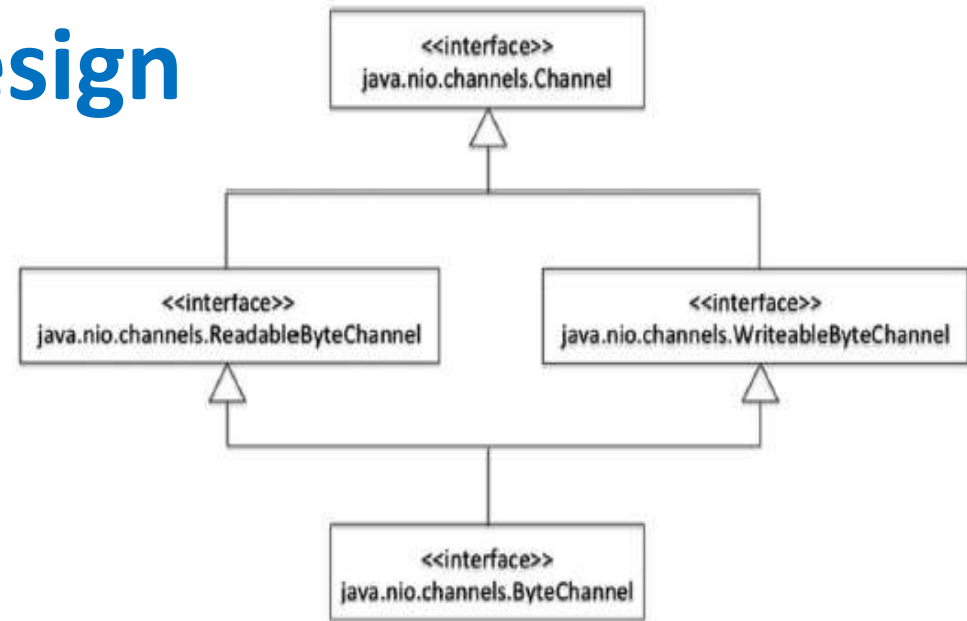 esign
<<interface>>
java.nio.channels.Channel
<<interface>>
java.nio.channels.ReadableByteChannel
<<interface>>
java.nio.channels.WriteableByteChannel
<<interface>>
java.nio.channels.ByteChannel